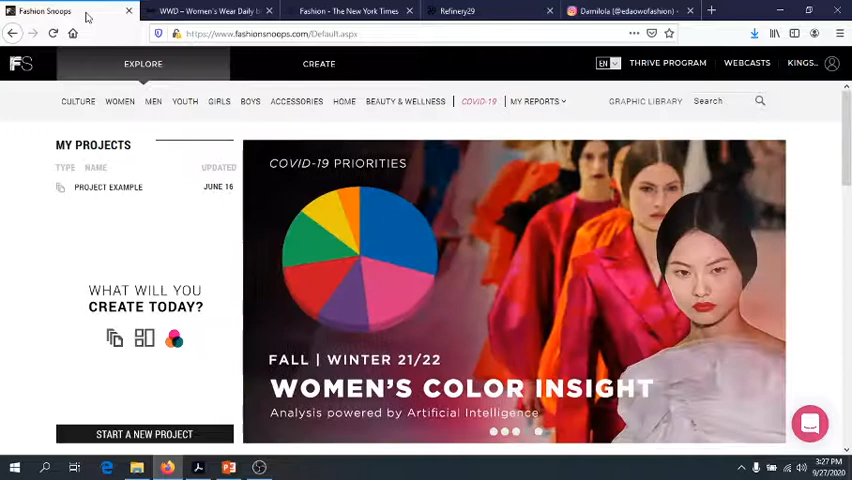 Fashion Snoops
WWD – Women's Wear Daily b
Fashion - The New York Times
Refinery29
Damilola (@edaowofashion)
https://www.fashionsnoops.com/Default.aspx
FS
EXPLORE
CREATE
EN
THRIVE PROGRAM
WEBCASTS
KINGS..
CULTURE
WOMEN
MEN
YOUTH
GIRLS
BOYS
ACCESSORIES
HOME
BEAUTY & WELLNESS
COVID-19
MY REPORTS
GRAPHIC LIBRARY
Search
MY PROJECTS
TYPE NAME UPDATED
PROJECT EXAMPLE JUNE 16
WHAT WILL YOU
CREATE TODAY?
START A NEW PROJECT
COVID-19 PRIORITIES
FALL | WINTER 21/22
WOMEN'S COLOR INSIGHT
Analysis powered by Artificial Intelligence
3:27 PM
9/27/2020